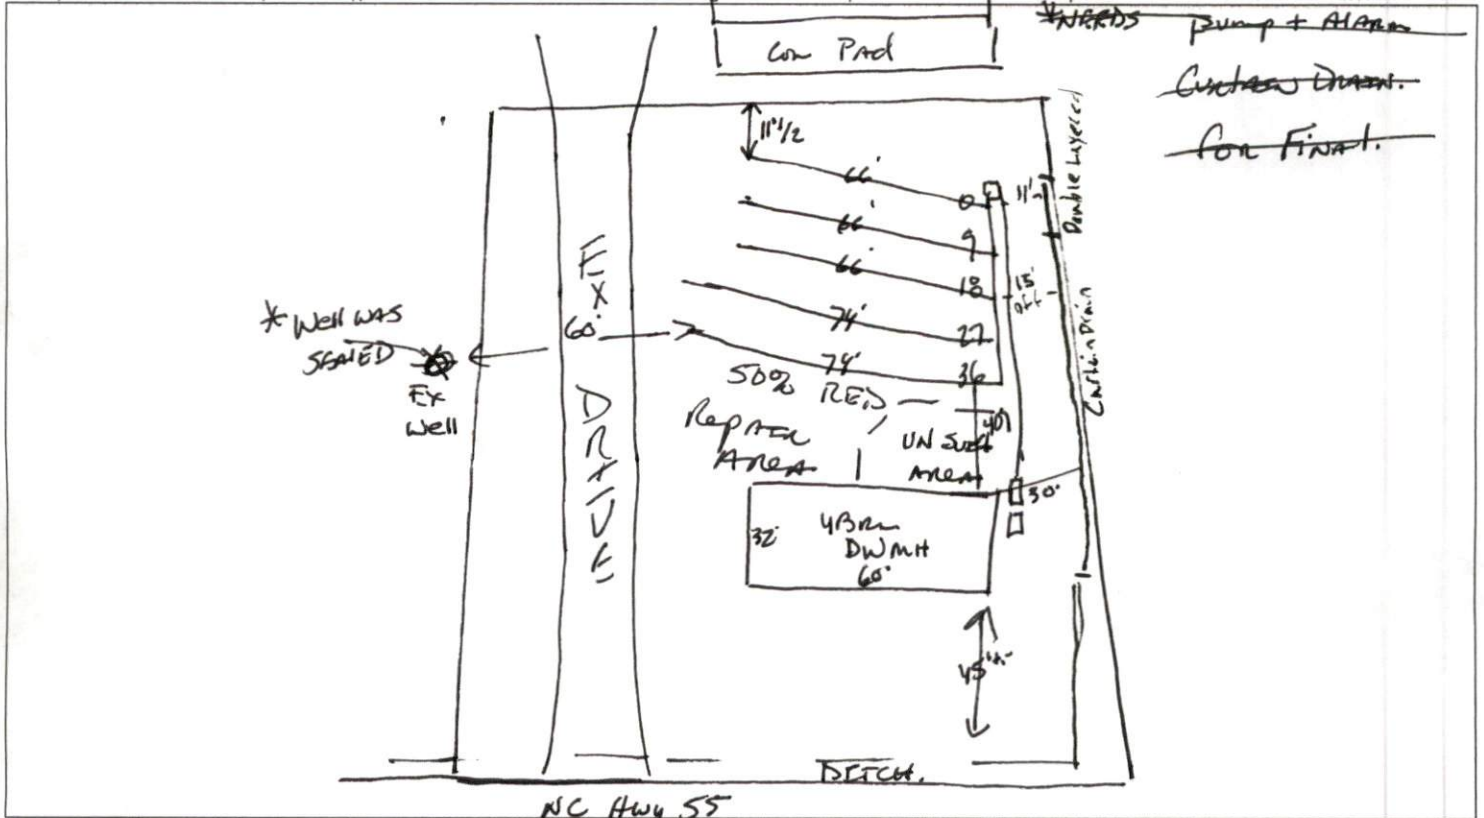 *NEEDS pump + Alarm
Curtain Drain.
For Final.
Con Pad
11'1/2
66'
66'
66'
74'
74'
0
9
18
27
36
11'
15'
off
Double Layered
Curtain Drain
EX DRIVE
60'
*Well was
SEALED
Ex
Well
50% RED
Repair
Area
UN Suit
Area
40'
30'
32'
4BRM
DWMH
60'
45'
DITCH.
NC Hwy 55